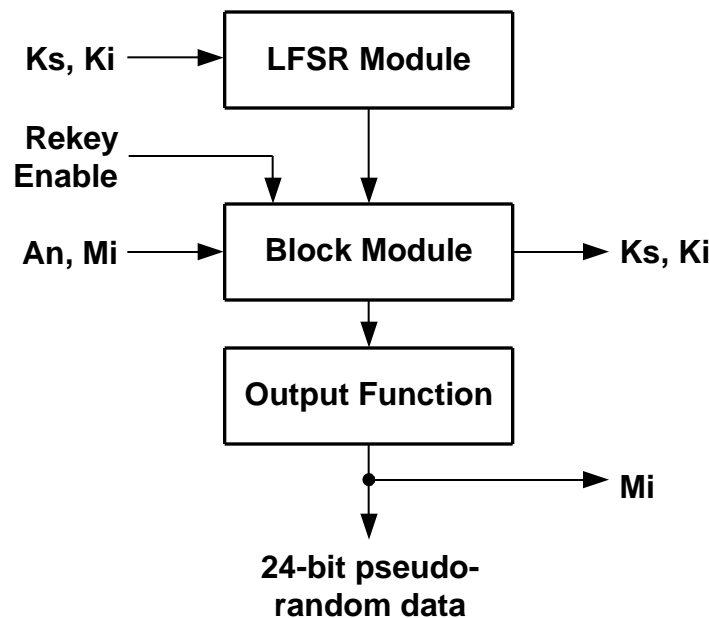 Ks, Ki
LFSR Module
Rekey
Enable
An, Mi
Block Module
Ks, Ki
Output Function
Mi
24-bit pseudo-
random data